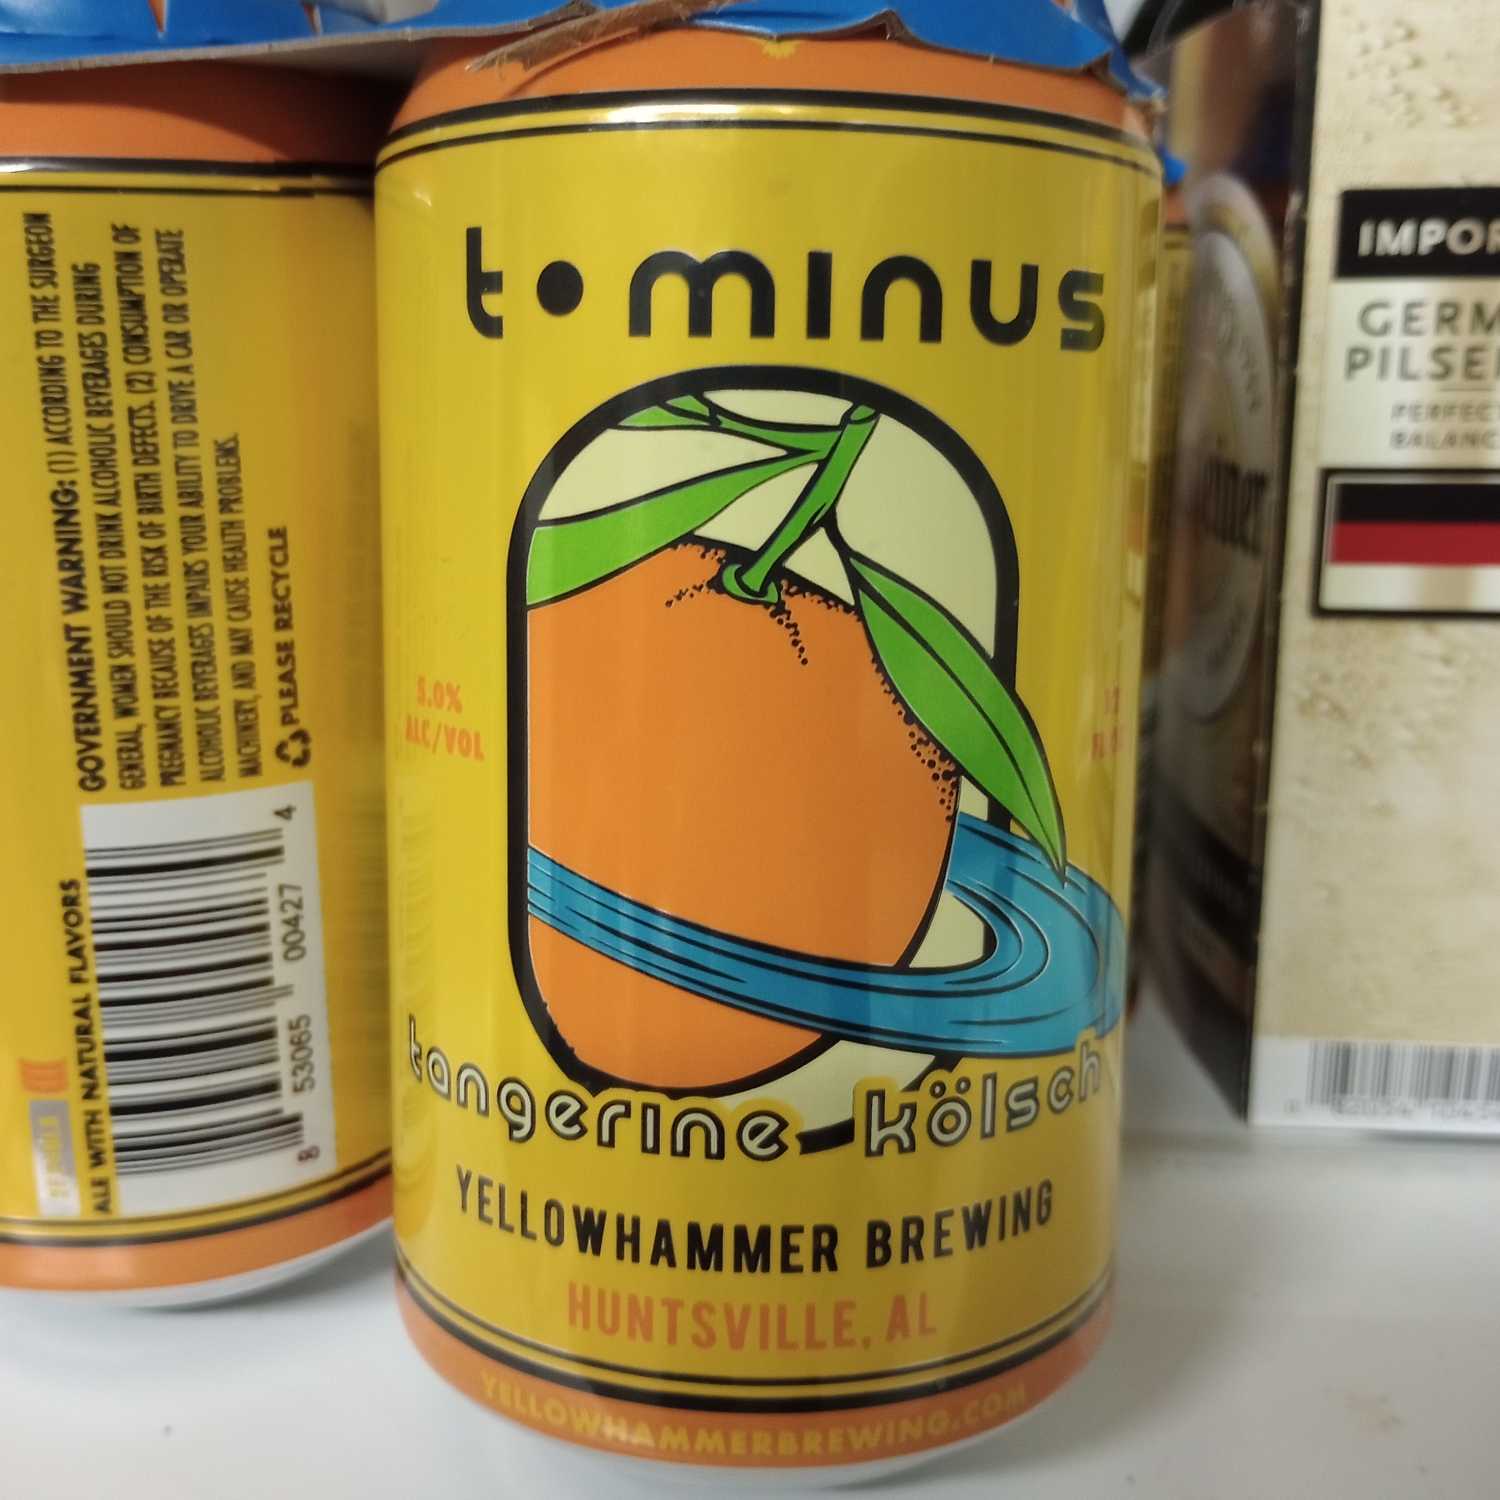 t•minus
5.0%
ALC/VOL
12
tangerine kölsch
YELLOWHAMMER BREWING
HUNTSVILLE, AL
YELLOWHAMMERBREWING.COM
GOVERNMENT WARNING: (1) ACCORDING TO THE SURGEON
GENERAL, WOMEN SHOULD NOT DRINK ALCOHOLIC BEVERAGES DURING
PREGNANCY BECAUSE OF THE RISK OF BIRTH DEFECTS. (2) CONSUMPTION OF
ALCOHOLIC BEVERAGES IMPAIRS YOUR ABILITY TO DRIVE A CAR OR OPERATE
MACHINERY, AND MAY CAUSE HEALTH PROBLEMS.
PLEASE RECYCLE
ALE WITH NATURAL FLAVORS
8 53065 00427 4
IMPOR
GERM
PILSE
PERFECT
BALANC